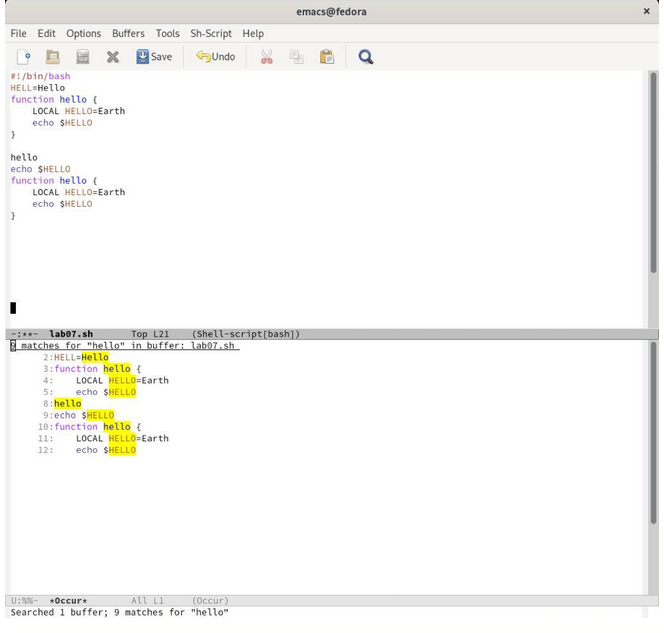 emacs@fedora ×
File Edit Options Buffers Tools Sh-Script Help
Save Undo
#!/bin/bash
HELL=Hello
function hello {
    LOCAL HELLO=Earth
    echo $HELLO
}
hello
echo $HELLO
function hello {
    LOCAL HELLO=Earth
    echo $HELLO
}
-:**-  lab07.sh       Top L21    (Shell-script[bash])
9 matches for "hello" in buffer: lab07.sh
      2:HELL=Hello
      3:function hello {
      4:    LOCAL HELLO=Earth
      5:    echo $HELLO
      8:hello
      9:echo $HELLO
     10:function hello {
     11:    LOCAL HELLO=Earth
     12:    echo $HELLO
U:%%-  *Occur*        All L1     (Occur)
Searched 1 buffer; 9 matches for "hello"